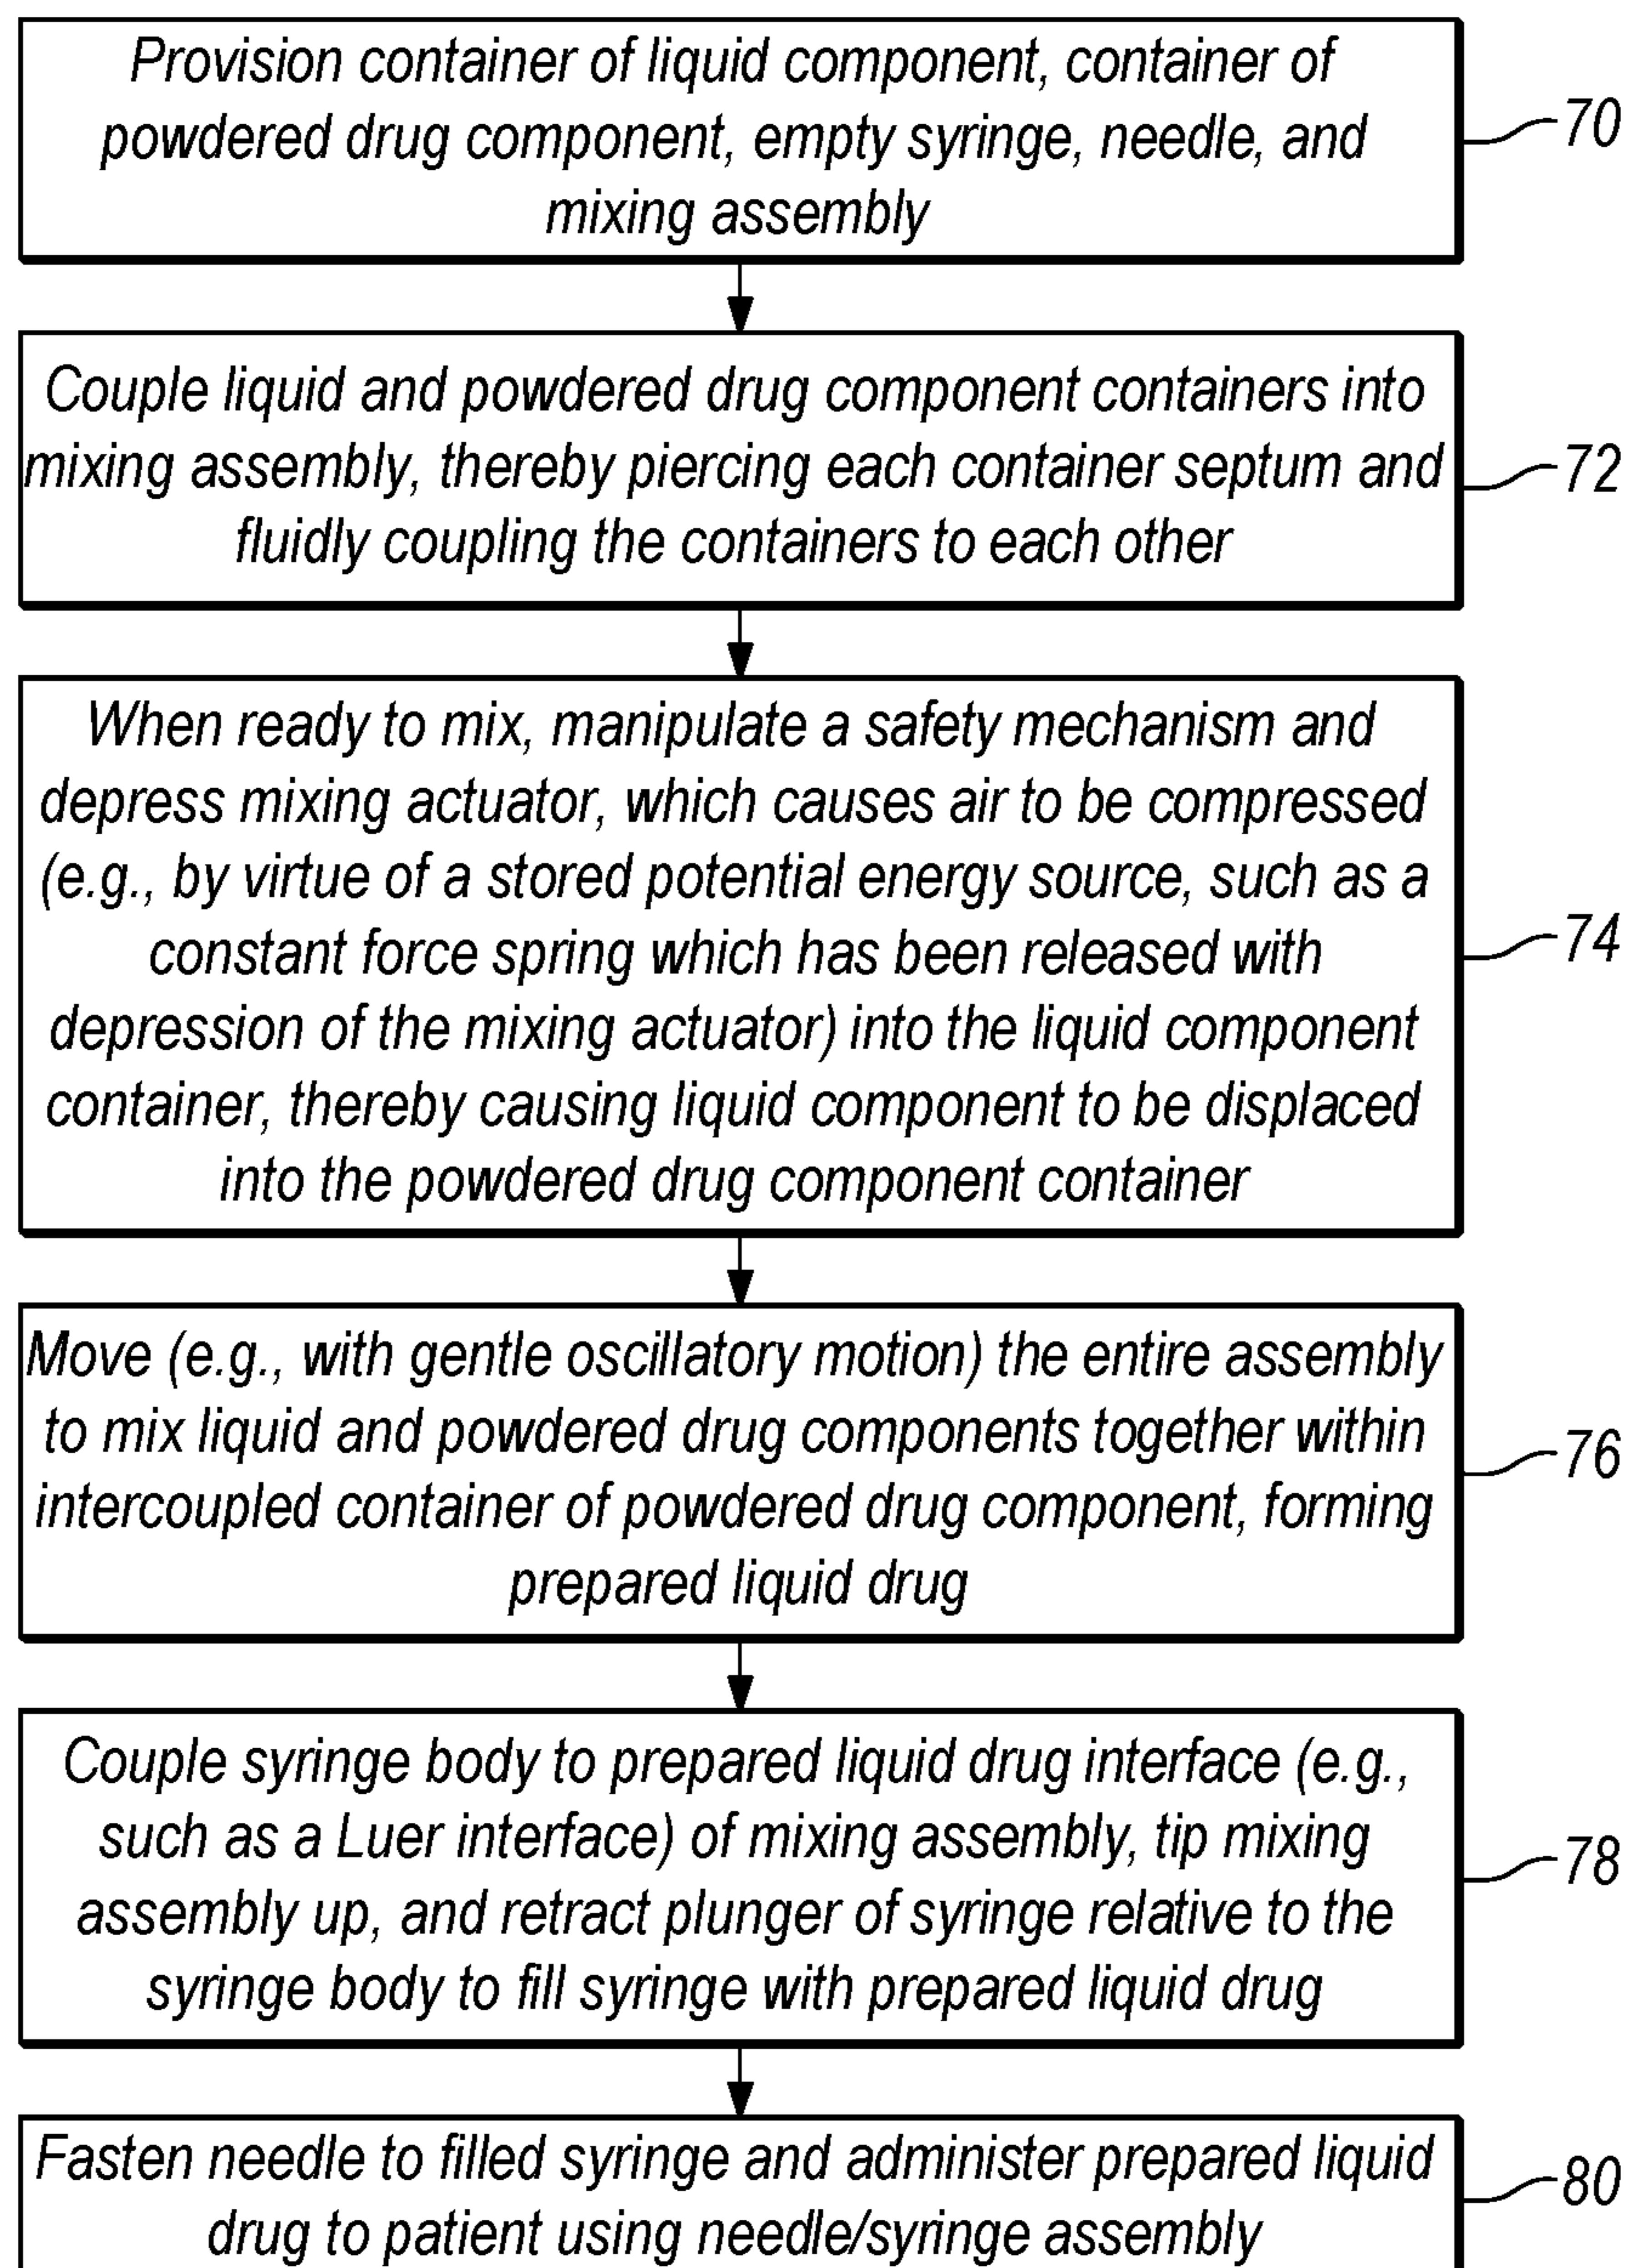 Provision container of liquid component, container of
powdered drug component, empty syringe, needle, and
mixing assembly
70
Couple liquid and powdered drug component containers into
mixing assembly, thereby piercing each container septum and
fluidly coupling the containers to each other
72
When ready to mix, manipulate a safety mechanism and
depress mixing actuator, which causes air to be compressed
(e.g., by virtue of a stored potential energy source, such as a
constant force spring which has been released with
depression of the mixing actuator) into the liquid component
container, thereby causing liquid component to be displaced
into the powdered drug component container
74
Move (e.g., with gentle oscillatory motion) the entire assembly
to mix liquid and powdered drug components together within
intercoupled container of powdered drug component, forming
prepared liquid drug
76
Couple syringe body to prepared liquid drug interface (e.g.,
such as a Luer interface) of mixing assembly, tip mixing
assembly up, and retract plunger of syringe relative to the
syringe body to fill syringe with prepared liquid drug
78
Fasten needle to filled syringe and administer prepared liquid
drug to patient using needle/syringe assembly
80